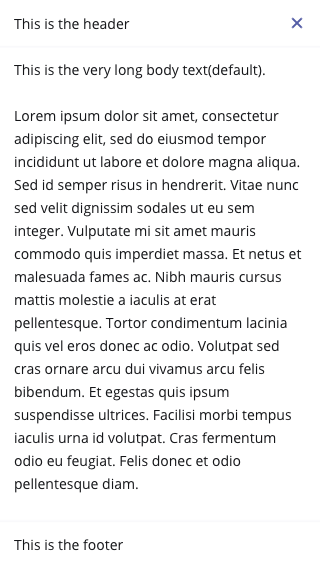 This is the header
This is the very long body text(default).
Lorem ipsum dolor sit amet, consectetur
adipiscing elit, sed do eiusmod tempor
incididunt ut labore et dolore magna aliqua.
Sed id semper risus in hendrerit. Vitae nunc
sed velit dignissim sodales ut eu sem
integer. Vulputate mi sit amet mauris
commodo quis imperdiet massa. Et netus et
malesuada fames ac. Nibh mauris cursus
mattis molestie a iaculis at erat
pellentesque. Tortor condimentum lacinia
quis vel eros donec ac odio. Volutpat sed
cras ornare arcu dui vivamus arcu felis
bibendum. Et egestas quis ipsum
suspendisse ultrices. Facilisi morbi tempus
iaculis urna id volutpat. Cras fermentum
odio eu feugiat. Felis donec et odio
pellentesque diam.
This is the footer